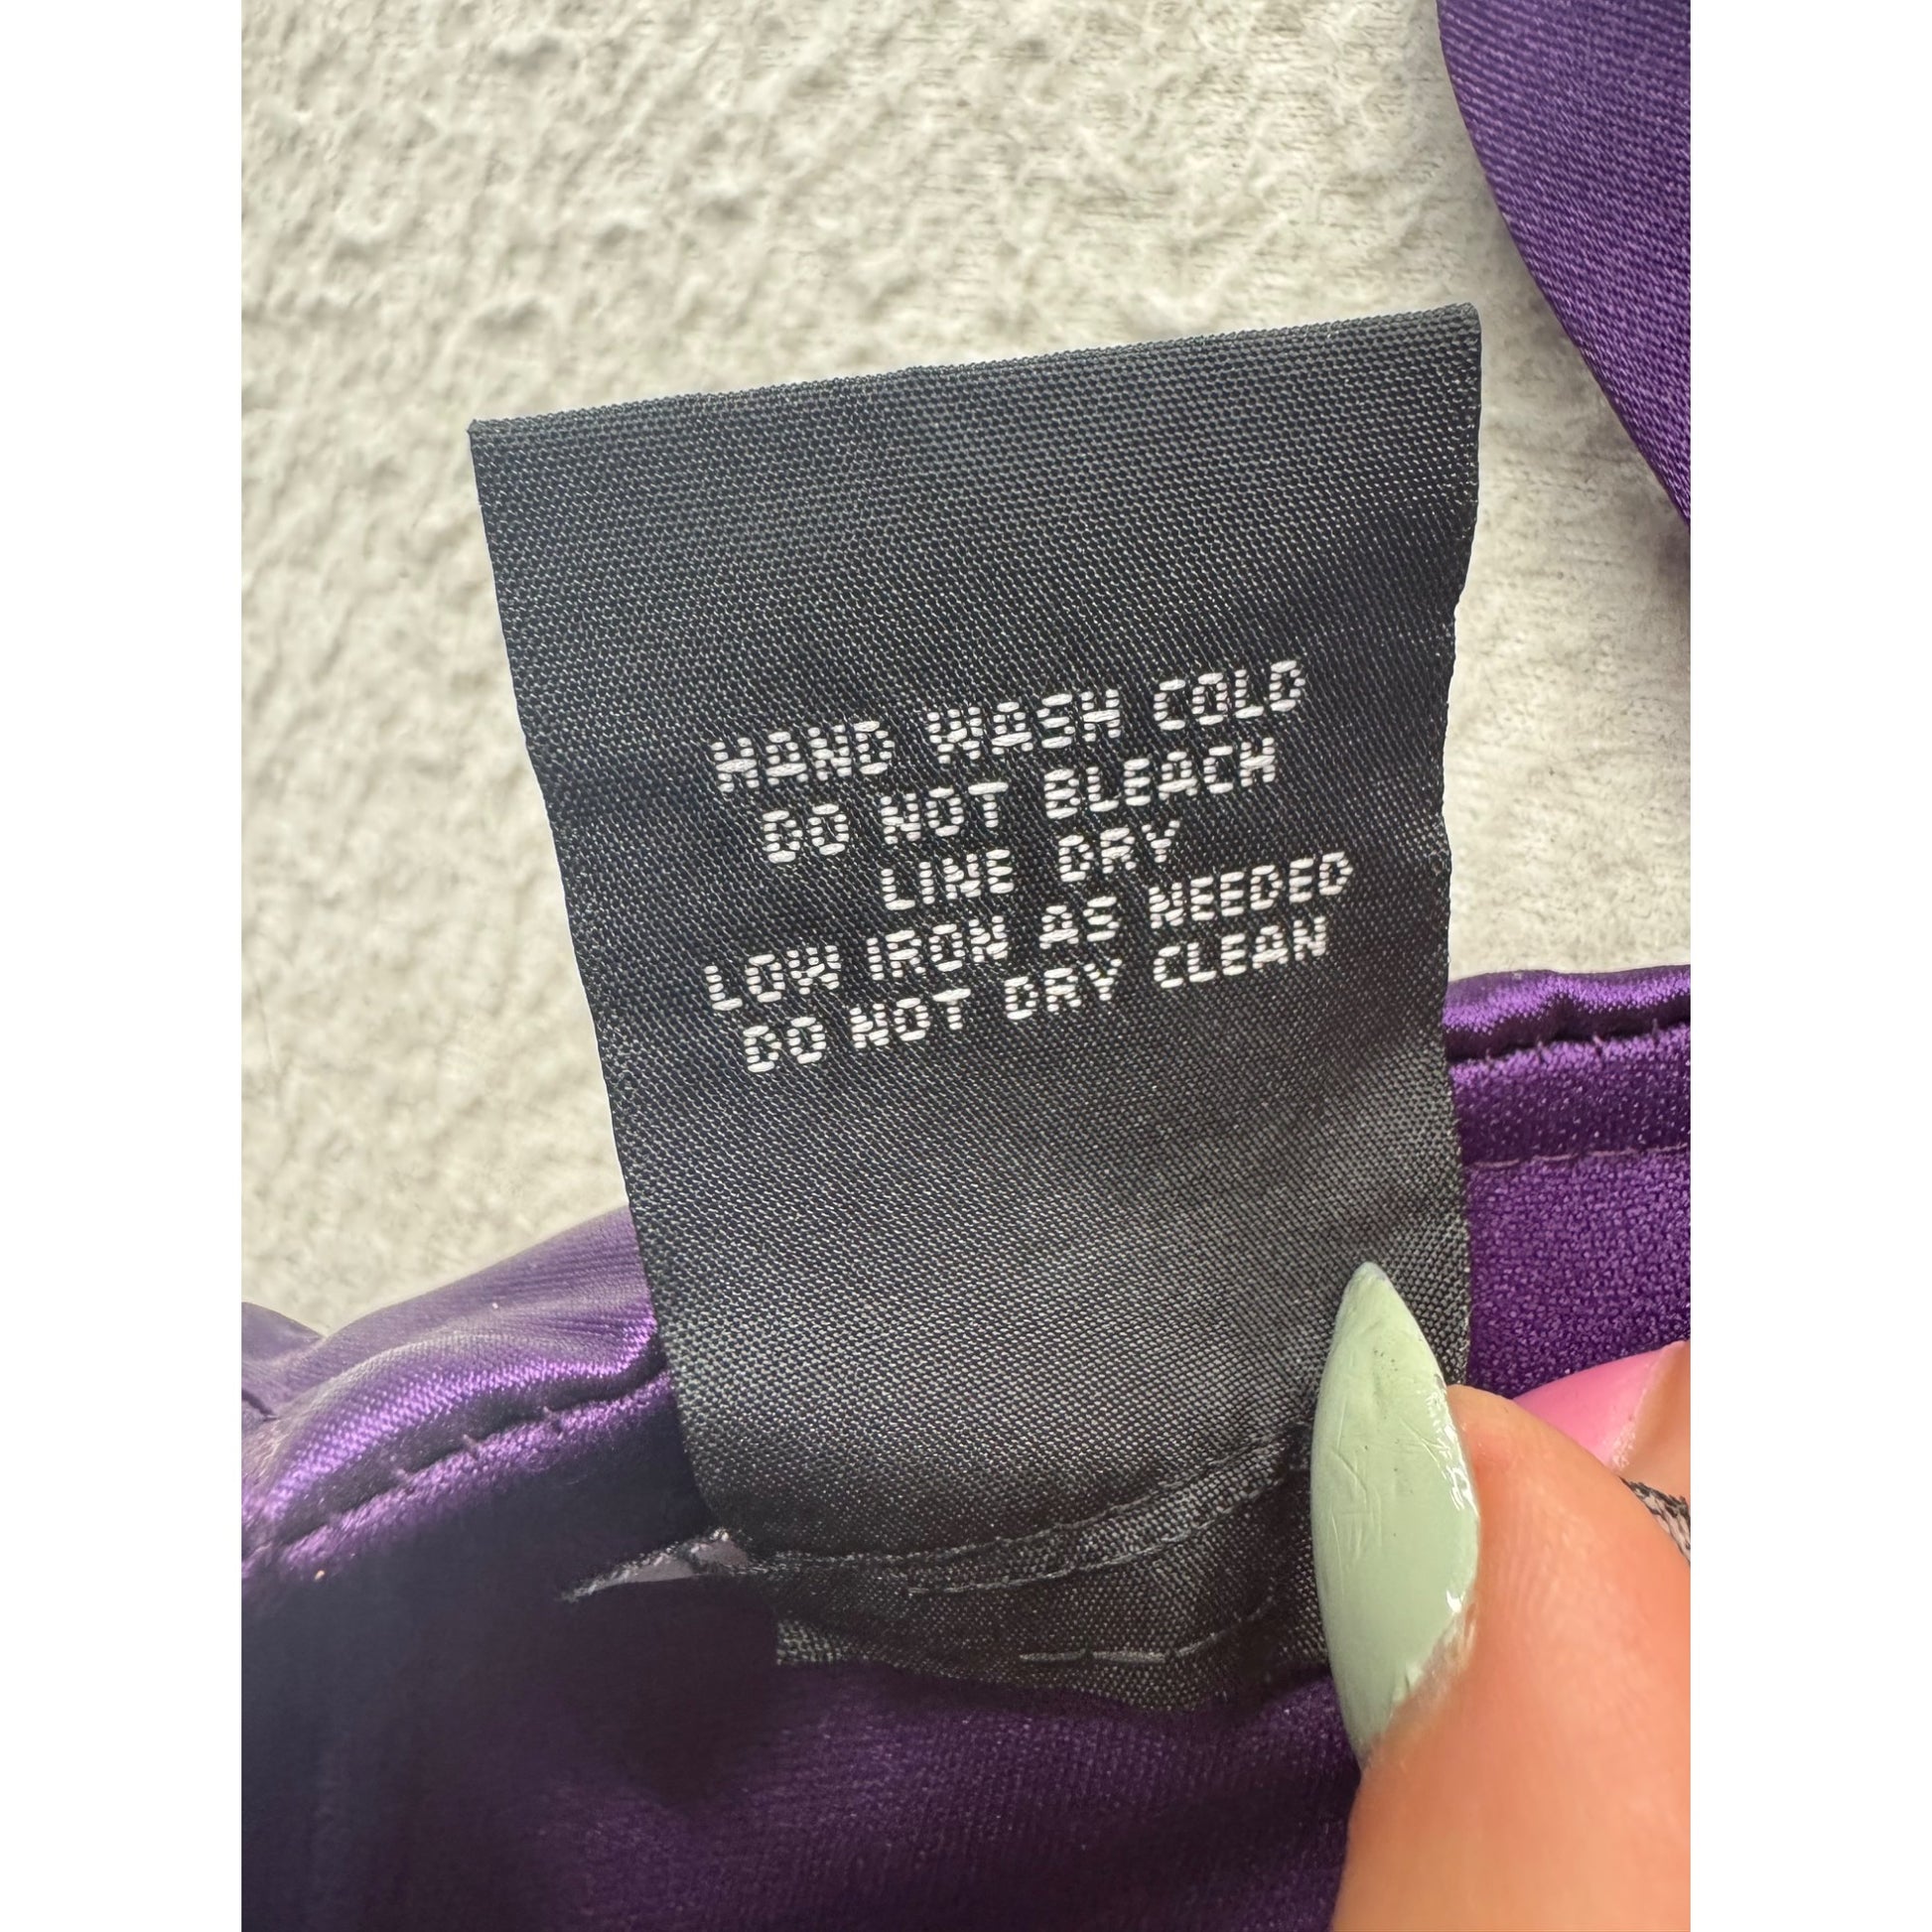 HAND WASH COLD
DO NOT BLEACH
LINE DRY
LOW IRON AS NEEDED
DO NOT DRY CLEAN